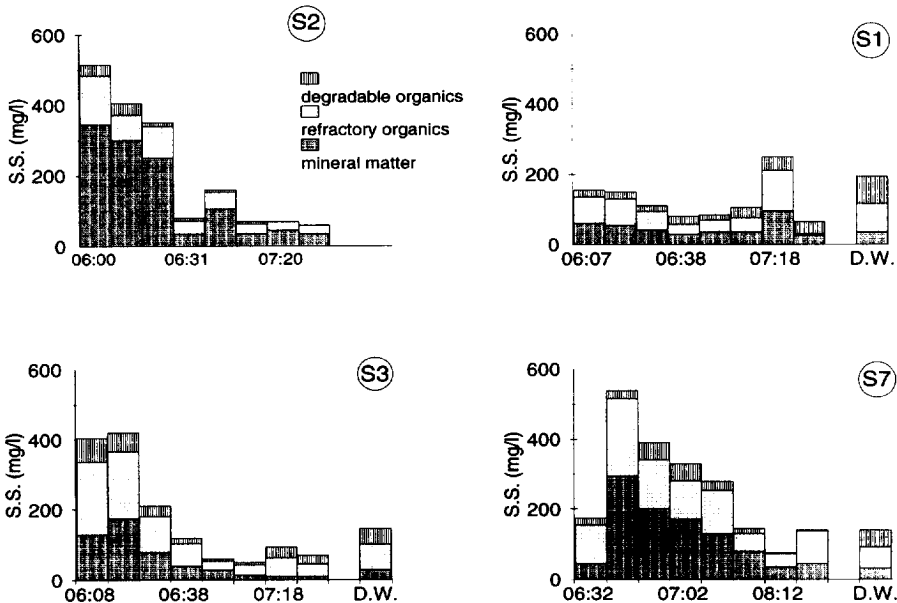 S2
600
400
200
0
S.S. (mg/l)
degradable organics
refractory organics
mineral matter
06:00 06:31 07:20
S1
600
400
200
0
S.S. (mg/l)
06:07 06:38 07:18 D.W.
S3
600
400
200
0
S.S. (mg/l)
06:08 06:38 07:18 D.W.
S7
600
400
200
0
S.S. (mg/l)
06:32 07:02 08:12 D.W.